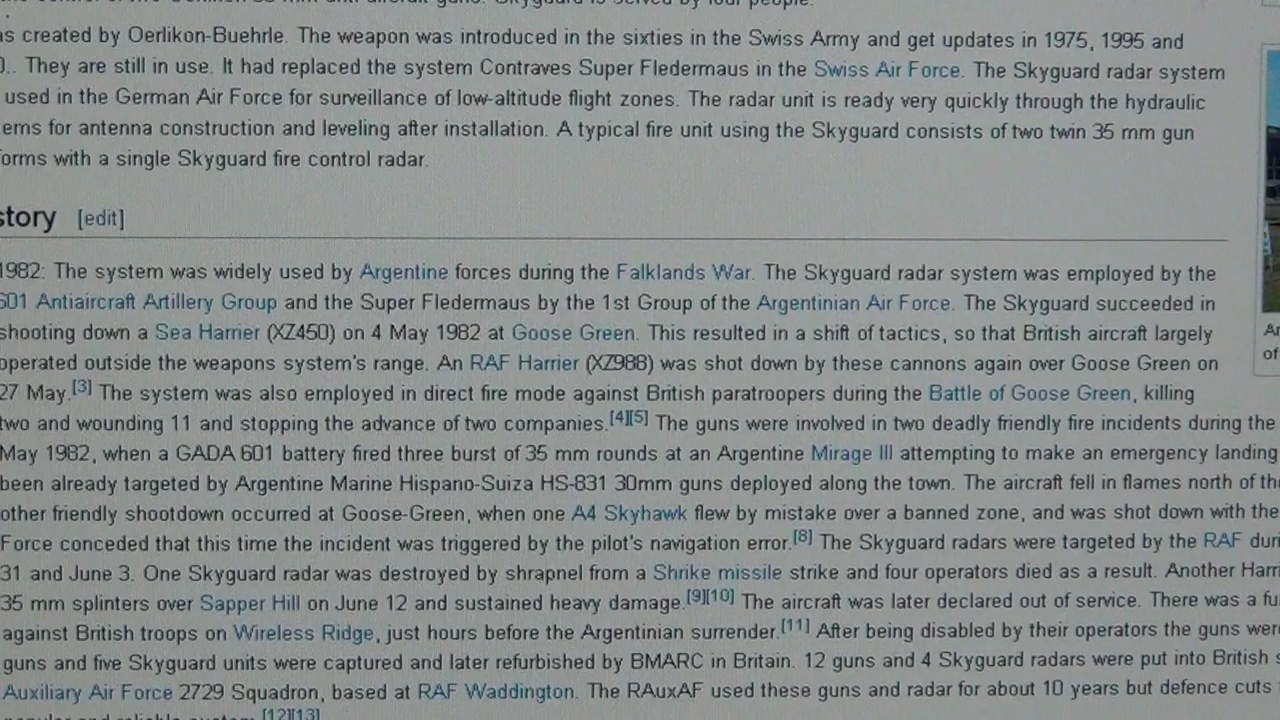 Skyguard is served by four people.
as created by Oerlikon-Buehrle. The weapon was introduced in the sixties in the Swiss Army and get updates in 1975, 1995 and
0.. They are still in use. It had replaced the system Contraves Super Fledermaus in the Swiss Air Force. The Skyguard radar system
used in the German Air Force for surveillance of low-altitude flight zones. The radar unit is ready very quickly through the hydraulic
ems for antenna construction and leveling after installation. A typical fire unit using the Skyguard consists of two twin 35 mm gun
orms with a single Skyguard fire control radar.
story [edit]
1982: The system was widely used by Argentine forces during the Falklands War. The Skyguard radar system was employed by the
601 Antiaircraft Artillery Group and the Super Fledermaus by the 1st Group of the Argentinian Air Force. The Skyguard succeeded in
shooting down a Sea Harrier (XZ450) on 4 May 1982 at Goose Green. This resulted in a shift of tactics, so that British aircraft largely
operated outside the weapons system's range. An RAF Harrier (XZ988) was shot down by these cannons again over Goose Green on
27 May.[3] The system was also employed in direct fire mode against British paratroopers during the Battle of Goose Green, killing
two and wounding 11 and stopping the advance of two companies.[4][5] The guns were involved in two deadly friendly fire incidents during the
May 1982, when a GADA 601 battery fired three burst of 35 mm rounds at an Argentine Mirage III attempting to make an emergency landing
been already targeted by Argentine Marine Hispano-Suiza HS-831 30mm guns deployed along the town. The aircraft fell in flames north of the
other friendly shootdown occurred at Goose-Green, when one A4 Skyhawk flew by mistake over a banned zone, and was shot down with the
Force conceded that this time the incident was triggered by the pilot's navigation error.[8] The Skyguard radars were targeted by the RAF duri
31 and June 3. One Skyguard radar was destroyed by shrapnel from a Shrike missile strike and four operators died as a result. Another Harri
35 mm splinters over Sapper Hill on June 12 and sustained heavy damage.[9][10] The aircraft was later declared out of service. There was a fu
against British troops on Wireless Ridge, just hours before the Argentinian surrender.[11] After being disabled by their operators the guns were
guns and five Skyguard units were captured and later refurbished by BMARC in Britain. 12 guns and 4 Skyguard radars were put into British s
Auxiliary Air Force 2729 Squadron, based at RAF Waddington. The RAuxAF used these guns and radar for about 10 years but defence cuts
[12][13]
Ar
of